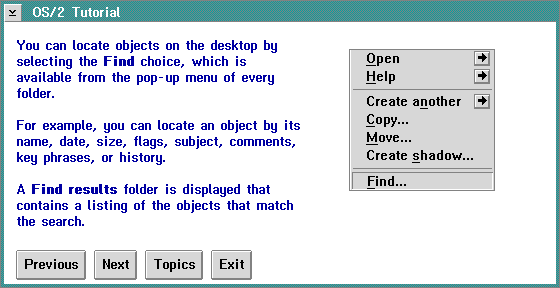 OS/2 Tutorial
You can locate objects on the desktop by
selecting the Find choice, which is
available from the pop-up menu of every
folder.
For example, you can locate an object by its
name, date, size, flags, subject, comments,
key phrases, or history.
A Find results folder is displayed that
contains a listing of the objects that match
the search.
Open
Help
Create another
Copy...
Move...
Create shadow...
Find...
Previous Next Topics Exit